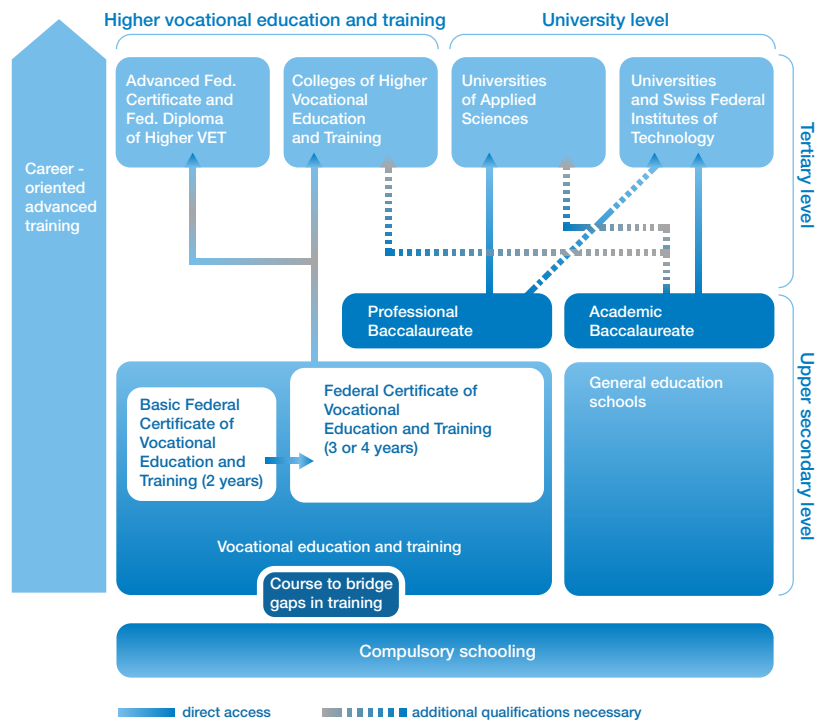 Higher vocational education and training
University level
Advanced Fed.
Certificate and
Fed. Diploma
of Higher VET
Colleges of Higher
Vocational
Education
and Training
Universities
of Applied
Sciences
Universities
and Swiss Federal
Institutes of
Technology
Tertiary level
Career -
oriented
advanced
training
Professional
Baccalaureate
Academic
Baccalaureate
Upper secondary level
Basic Federal
Certificate of
Vocational
Education and
Training (2 years)
Federal Certificate of
Vocational
Education and Training
(3 or 4 years)
General education
schools
Vocational education and training
Course to bridge
gaps in training
Compulsory schooling
direct access
additional qualifications necessary